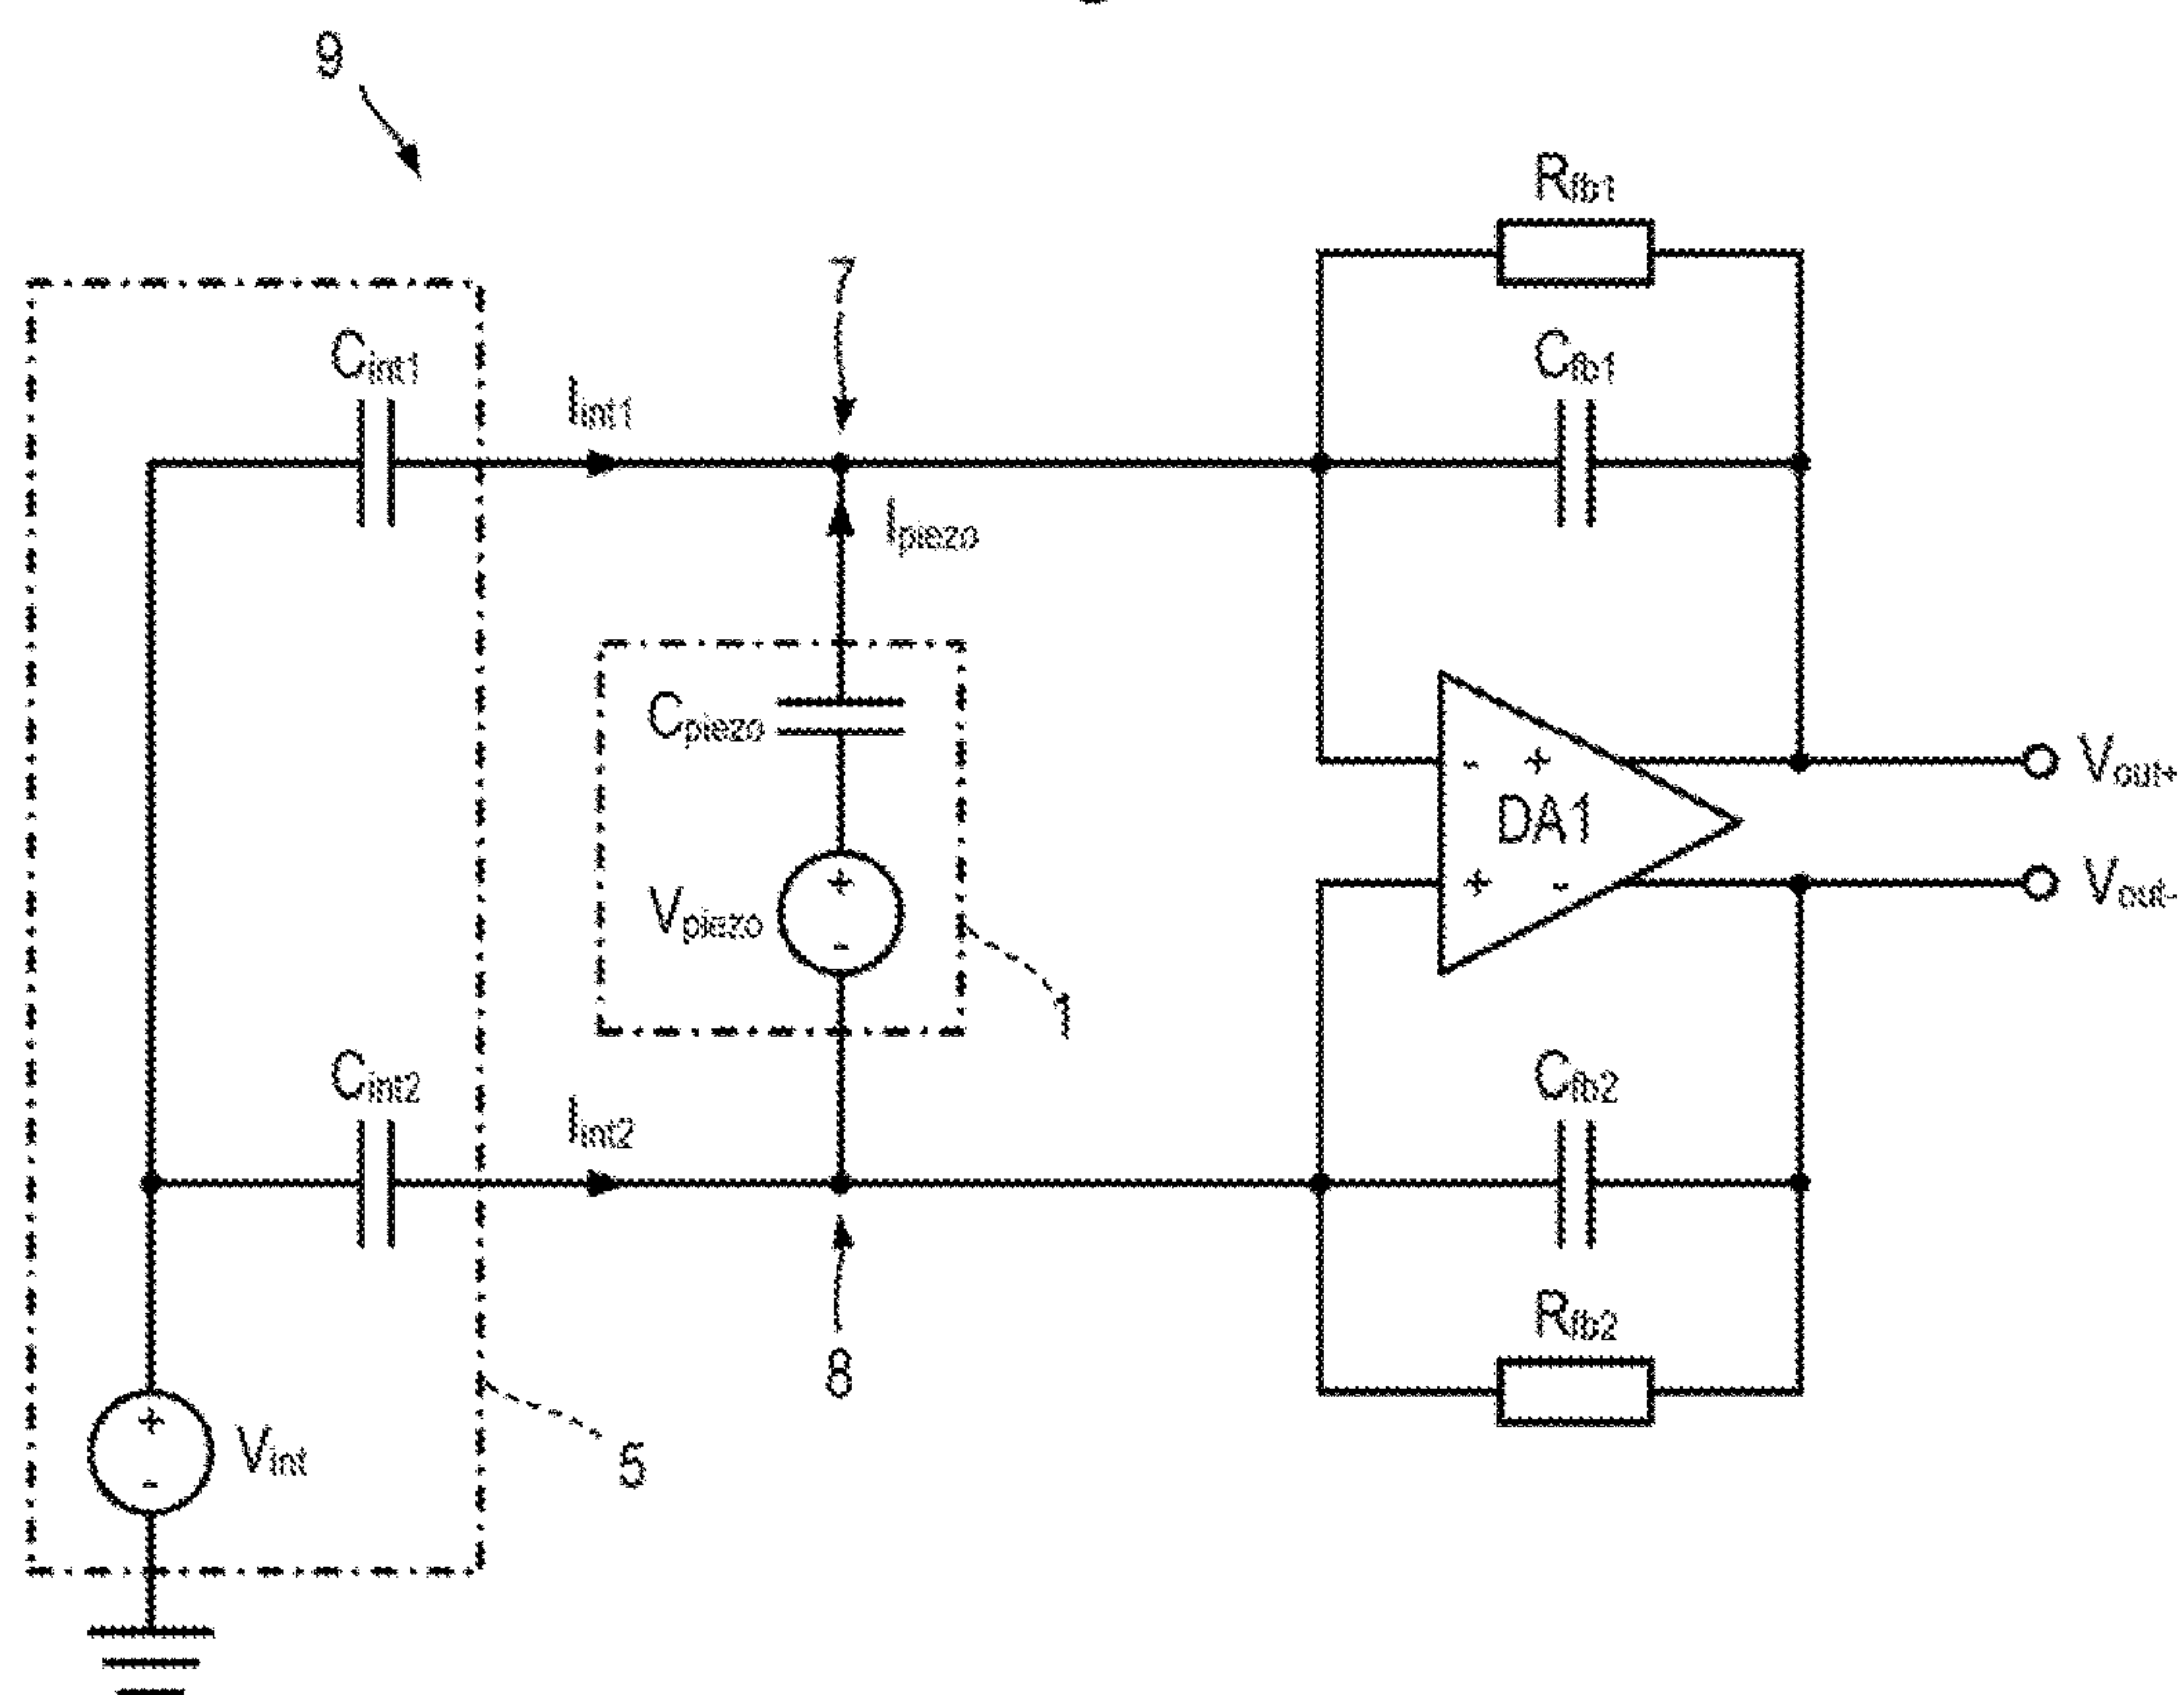 9
Rfb1
7
Cint1
Cfb1
Iint1
Ipiezo
Cpiezo
- +
Vout+
DA1
Vpiezo
+
-
+ -
Vout-
1
Cint2
Cfb2
Iint2
Rfb2
8
+
-
Vint
5